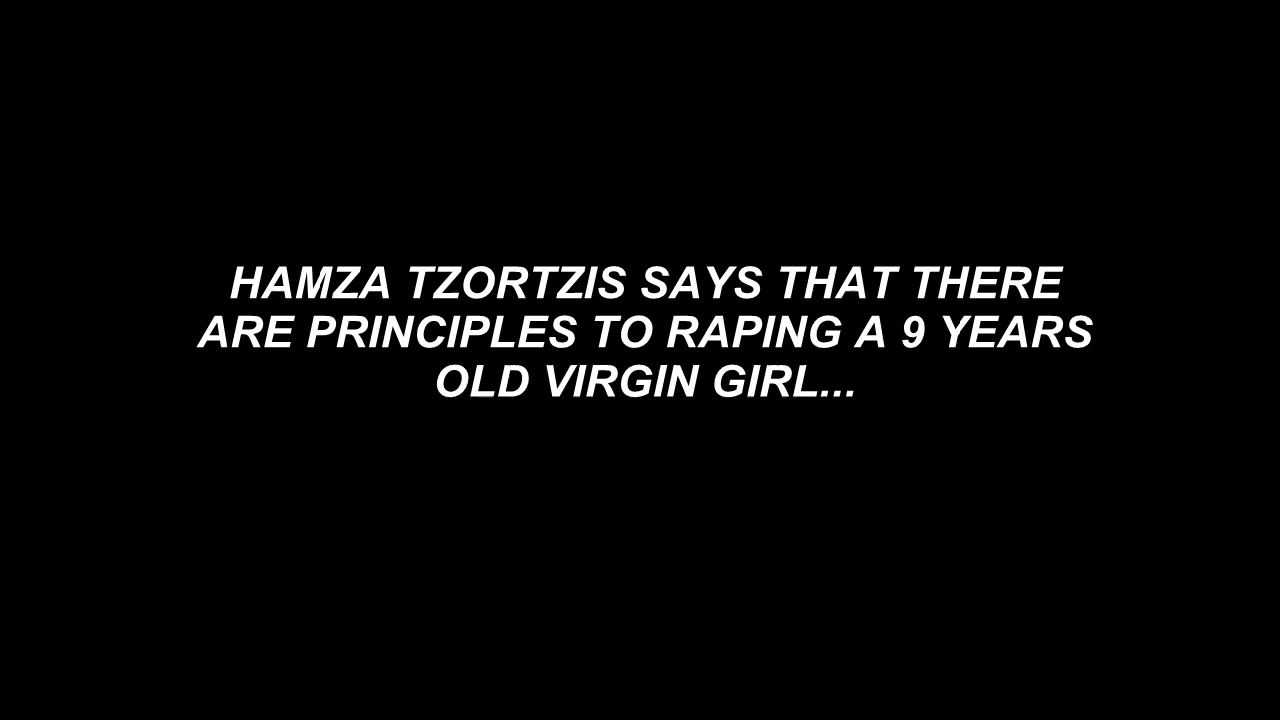 HAMZA TZORTZIS SAYS THAT THERE
ARE PRINCIPLES TO RAPING A 9 YEARS
OLD VIRGIN GIRL...